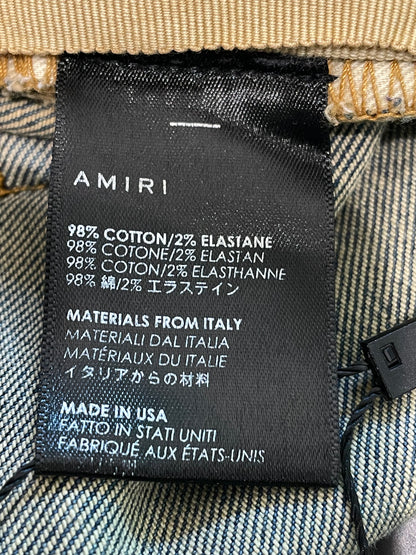 AMIRI
98% COTTON/2% ELASTANE
98% COTONE/2% ELASTAN
98% COTON/2% ELASTHANNE
98% 綿/2% エラステイン
MATERIALS FROM ITALY
MATERIALI DAL ITALIA
MATÉRIAUX DU ITALIE
イタリアからの材料
MADE IN USA
FATTO IN STATI UNITI
FABRIQUÉ AUX ÉTATS-UNIS